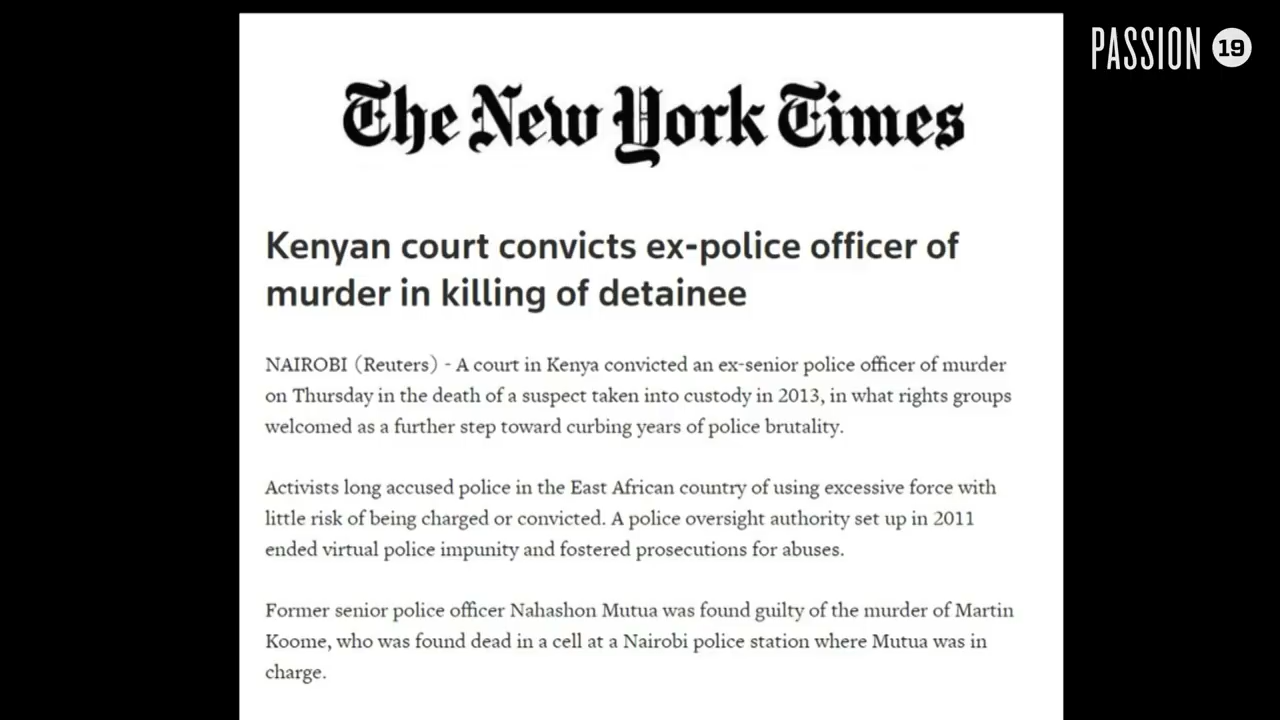 PASSION 19
The New York Times
Kenyan court convicts ex-police officer of
murder in killing of detainee
NAIROBI (Reuters) - A court in Kenya convicted an ex-senior police officer of murder
on Thursday in the death of a suspect taken into custody in 2013, in what rights groups
welcomed as a further step toward curbing years of police brutality.
Activists long accused police in the East African country of using excessive force with
little risk of being charged or convicted. A police oversight authority set up in 2011
ended virtual police impunity and fostered prosecutions for abuses.
Former senior police officer Nahashon Mutua was found guilty of the murder of Martin
Koome, who was found dead in a cell at a Nairobi police station where Mutua was in
charge.